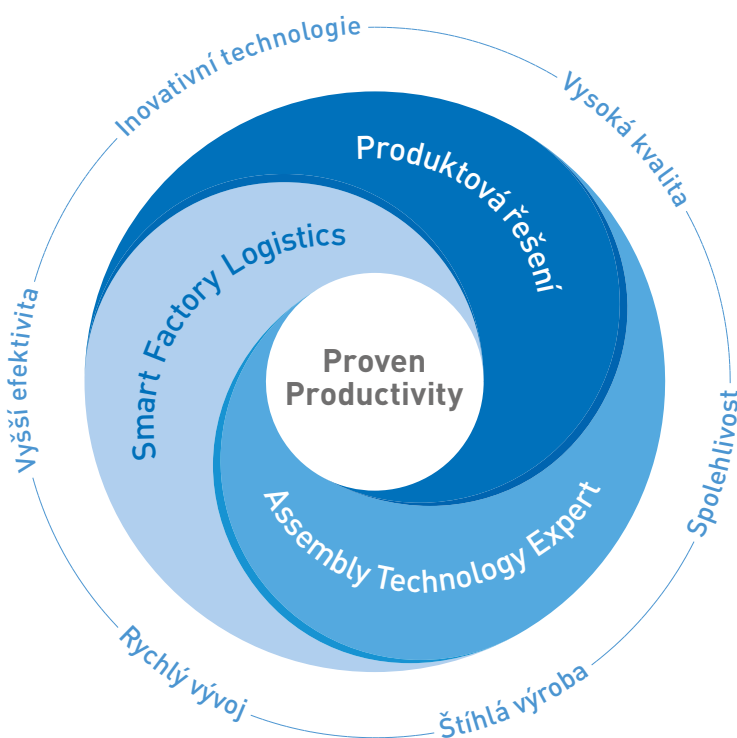 Inovativní technologie
Vysoká kvalita
Spolehlivost
Štíhlá výroba
Rychlý vývoj
Vyšší efektivita
Produktová řešení
Assembly Technology Expert
Smart Factory Logistics
Proven
Productivity